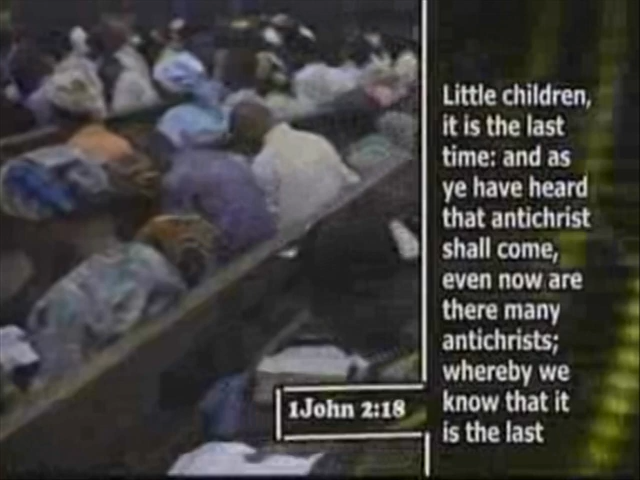 Little children,
it is the last
time: and as
ye have heard
that antichrist
shall come,
even now are
there many
antichrists;
whereby we
know that it
is the last
1John 2:18